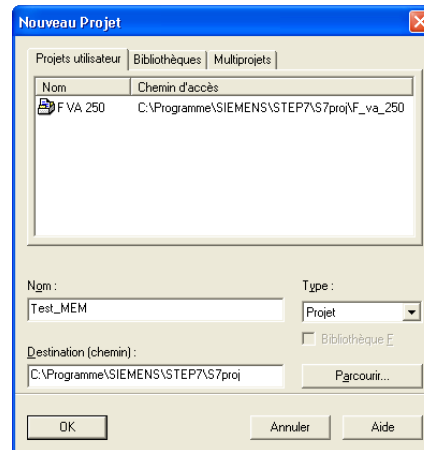 Nouveau Projet
Projets utilisateur Bibliothèques Multiprojets
Nom Chemin d'accès
F VA 250 C:\Programme\SIEMENS\STEP7\S7proj\F_va_250
Nom : Type :
Test_MEM Projet
Bibliothèque F
Destination (chemin) :
C:\Programme\SIEMENS\STEP7\S7proj Parcourir...
OK Annuler Aide